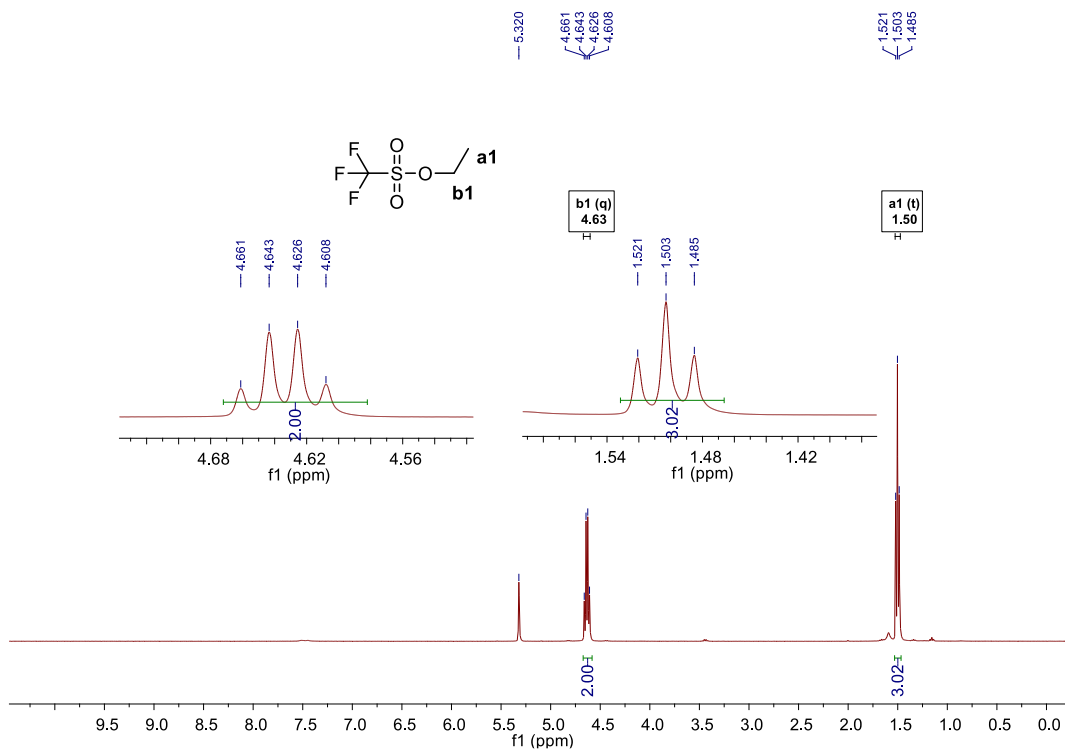 5.320
4.661
4.643
4.626
4.608
1.521
1.503
1.485
F
F
F
S
O
O
O
a1
b1
b1 (q)
4.63
a1 (t)
1.50
4.661
4.643
4.626
4.608
2.00
4.68 4.62 4.56
f1 (ppm)
1.521
1.503
1.485
3.02
1.54 1.48 1.42
f1 (ppm)
2.00
3.02
9.0 8.5 8.0 7.5 7.0 6.5 6.0 5.5 5.0 4.5 4.0 3.5 3.0 2.5 2.0 1.5 1.0 0.5 0.0
f1 (ppm)